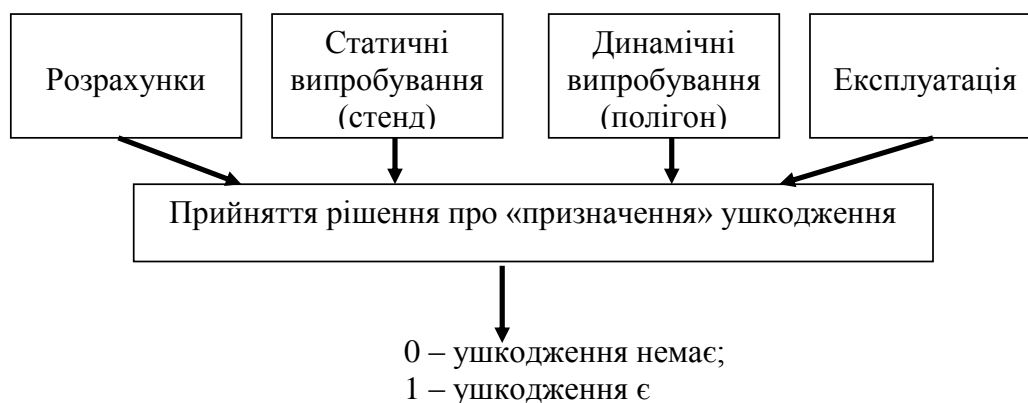 Розрахунки
Статичні
випробування
(стенд)
Динамічні
випробування
(полігон)
Експлуатація
Прийняття рішення про «призначення» ушкодження
0 – ушкодження немає;
1 – ушкодження є